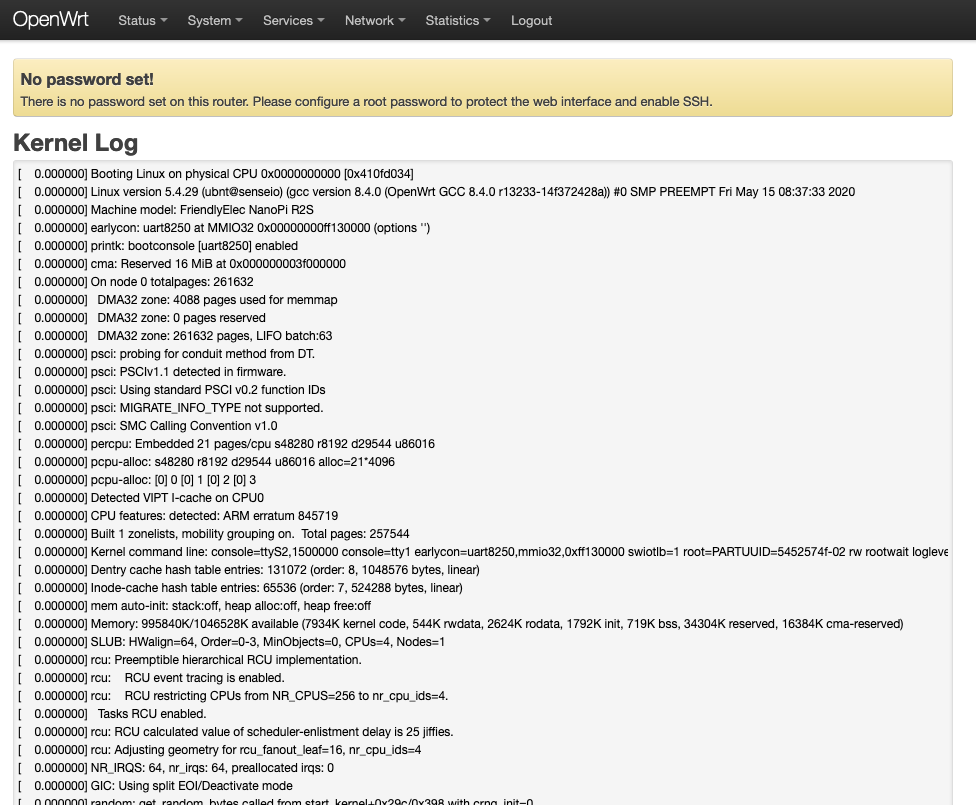 OpenWrt Status System Services Network Statistics Logout
No password set!
There is no password set on this router. Please configure a root password to protect the web interface and enable SSH.
Kernel Log
[    0.000000] Booting Linux on physical CPU 0x0000000000 [0x410fd034]
[    0.000000] Linux version 5.4.29 (ubnt@senseio) (gcc version 8.4.0 (OpenWrt GCC 8.4.0 r13233-14f372428a)) #0 SMP PREEMPT Fri May 15 08:37:33 2020
[    0.000000] Machine model: FriendlyElec NanoPi R2S
[    0.000000] earlycon: uart8250 at MMIO32 0x00000000ff130000 (options '')
[    0.000000] printk: bootconsole [uart8250] enabled
[    0.000000] cma: Reserved 16 MiB at 0x000000003f000000
[    0.000000] On node 0 totalpages: 261632
[    0.000000]   DMA32 zone: 4088 pages used for memmap
[    0.000000]   DMA32 zone: 0 pages reserved
[    0.000000]   DMA32 zone: 261632 pages, LIFO batch:63
[    0.000000] psci: probing for conduit method from DT.
[    0.000000] psci: PSCIv1.1 detected in firmware.
[    0.000000] psci: Using standard PSCI v0.2 function IDs
[    0.000000] psci: MIGRATE_INFO_TYPE not supported.
[    0.000000] psci: SMC Calling Convention v1.0
[    0.000000] percpu: Embedded 21 pages/cpu s48280 r8192 d29544 u86016
[    0.000000] pcpu-alloc: s48280 r8192 d29544 u86016 alloc=21*4096
[    0.000000] pcpu-alloc: [0] 0 [0] 1 [0] 2 [0] 3
[    0.000000] Detected VIPT I-cache on CPU0
[    0.000000] CPU features: detected: ARM erratum 845719
[    0.000000] Built 1 zonelists, mobility grouping on.  Total pages: 257544
[    0.000000] Kernel command line: console=ttyS2,1500000 console=tty1 earlycon=uart8250,mmio32,0xff130000 swiotlb=1 root=PARTUUID=5452574f-02 rw rootwait logleve
[    0.000000] Dentry cache hash table entries: 131072 (order: 8, 1048576 bytes, linear)
[    0.000000] Inode-cache hash table entries: 65536 (order: 7, 524288 bytes, linear)
[    0.000000] mem auto-init: stack:off, heap alloc:off, heap free:off
[    0.000000] Memory: 995840K/1046528K available (7934K kernel code, 544K rwdata, 2624K rodata, 1792K init, 719K bss, 34304K reserved, 16384K cma-reserved)
[    0.000000] SLUB: HWalign=64, Order=0-3, MinObjects=0, CPUs=4, Nodes=1
[    0.000000] rcu: Preemptible hierarchical RCU implementation.
[    0.000000] rcu:    RCU event tracing is enabled.
[    0.000000] rcu:    RCU restricting CPUs from NR_CPUS=256 to nr_cpu_ids=4.
[    0.000000]   Tasks RCU enabled.
[    0.000000] rcu: RCU calculated value of scheduler-enlistment delay is 25 jiffies.
[    0.000000] rcu: Adjusting geometry for rcu_fanout_leaf=16, nr_cpu_ids=4
[    0.000000] NR_IRQS: 64, nr_irqs: 64, preallocated irqs: 0
[    0.000000] GIC: Using split EOI/Deactivate mode
[    0.000000] random: get_random_bytes called from start_kernel+0x29c/0x398 with crng_init=0